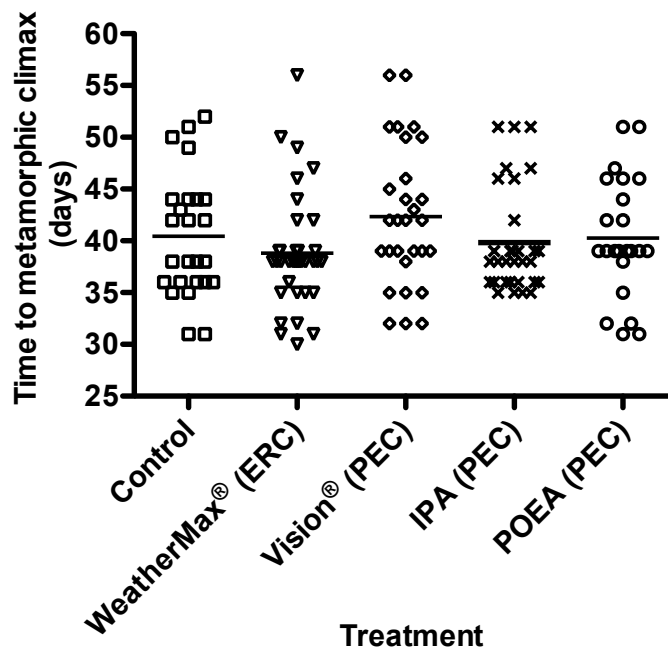 Time to metamorphic climax
(days)
60
55
50
45
40
35
30
25
Control
WeatherMax® (ERC)
Vision® (PEC)
IPA (PEC)
POEA (PEC)
Treatment